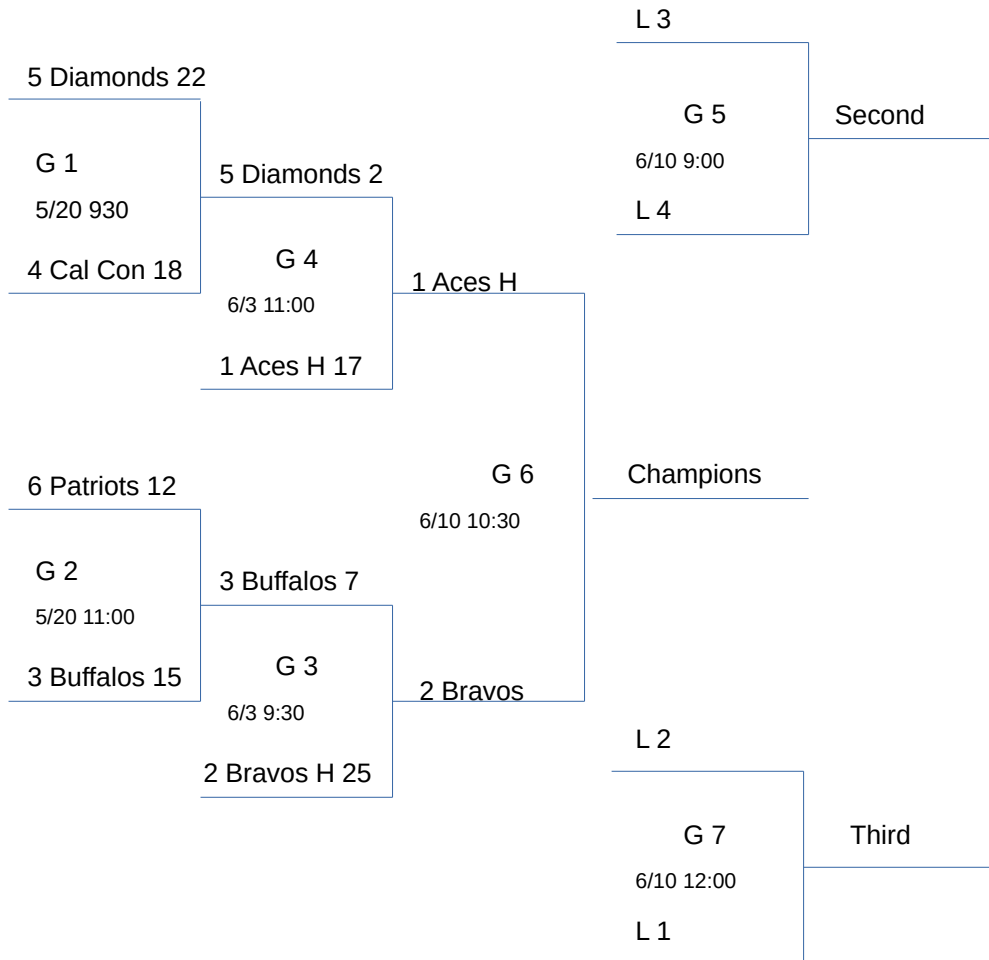 L 3
5 Diamonds 22
G 5
Second
G 1
6/10 9:00
5 Diamonds 2
5/20 930
L 4
G 4
4 Cal Con 18
1 Aces H
6/3 11:00
1 Aces H 17
G 6
Champions
6 Patriots 12
6/10 10:30
G 2
3 Buffalos 7
5/20 11:00
G 3
3 Buffalos 15
2 Bravos
6/3 9:30
L 2
2 Bravos H 25
G 7
Third
6/10 12:00
L 1